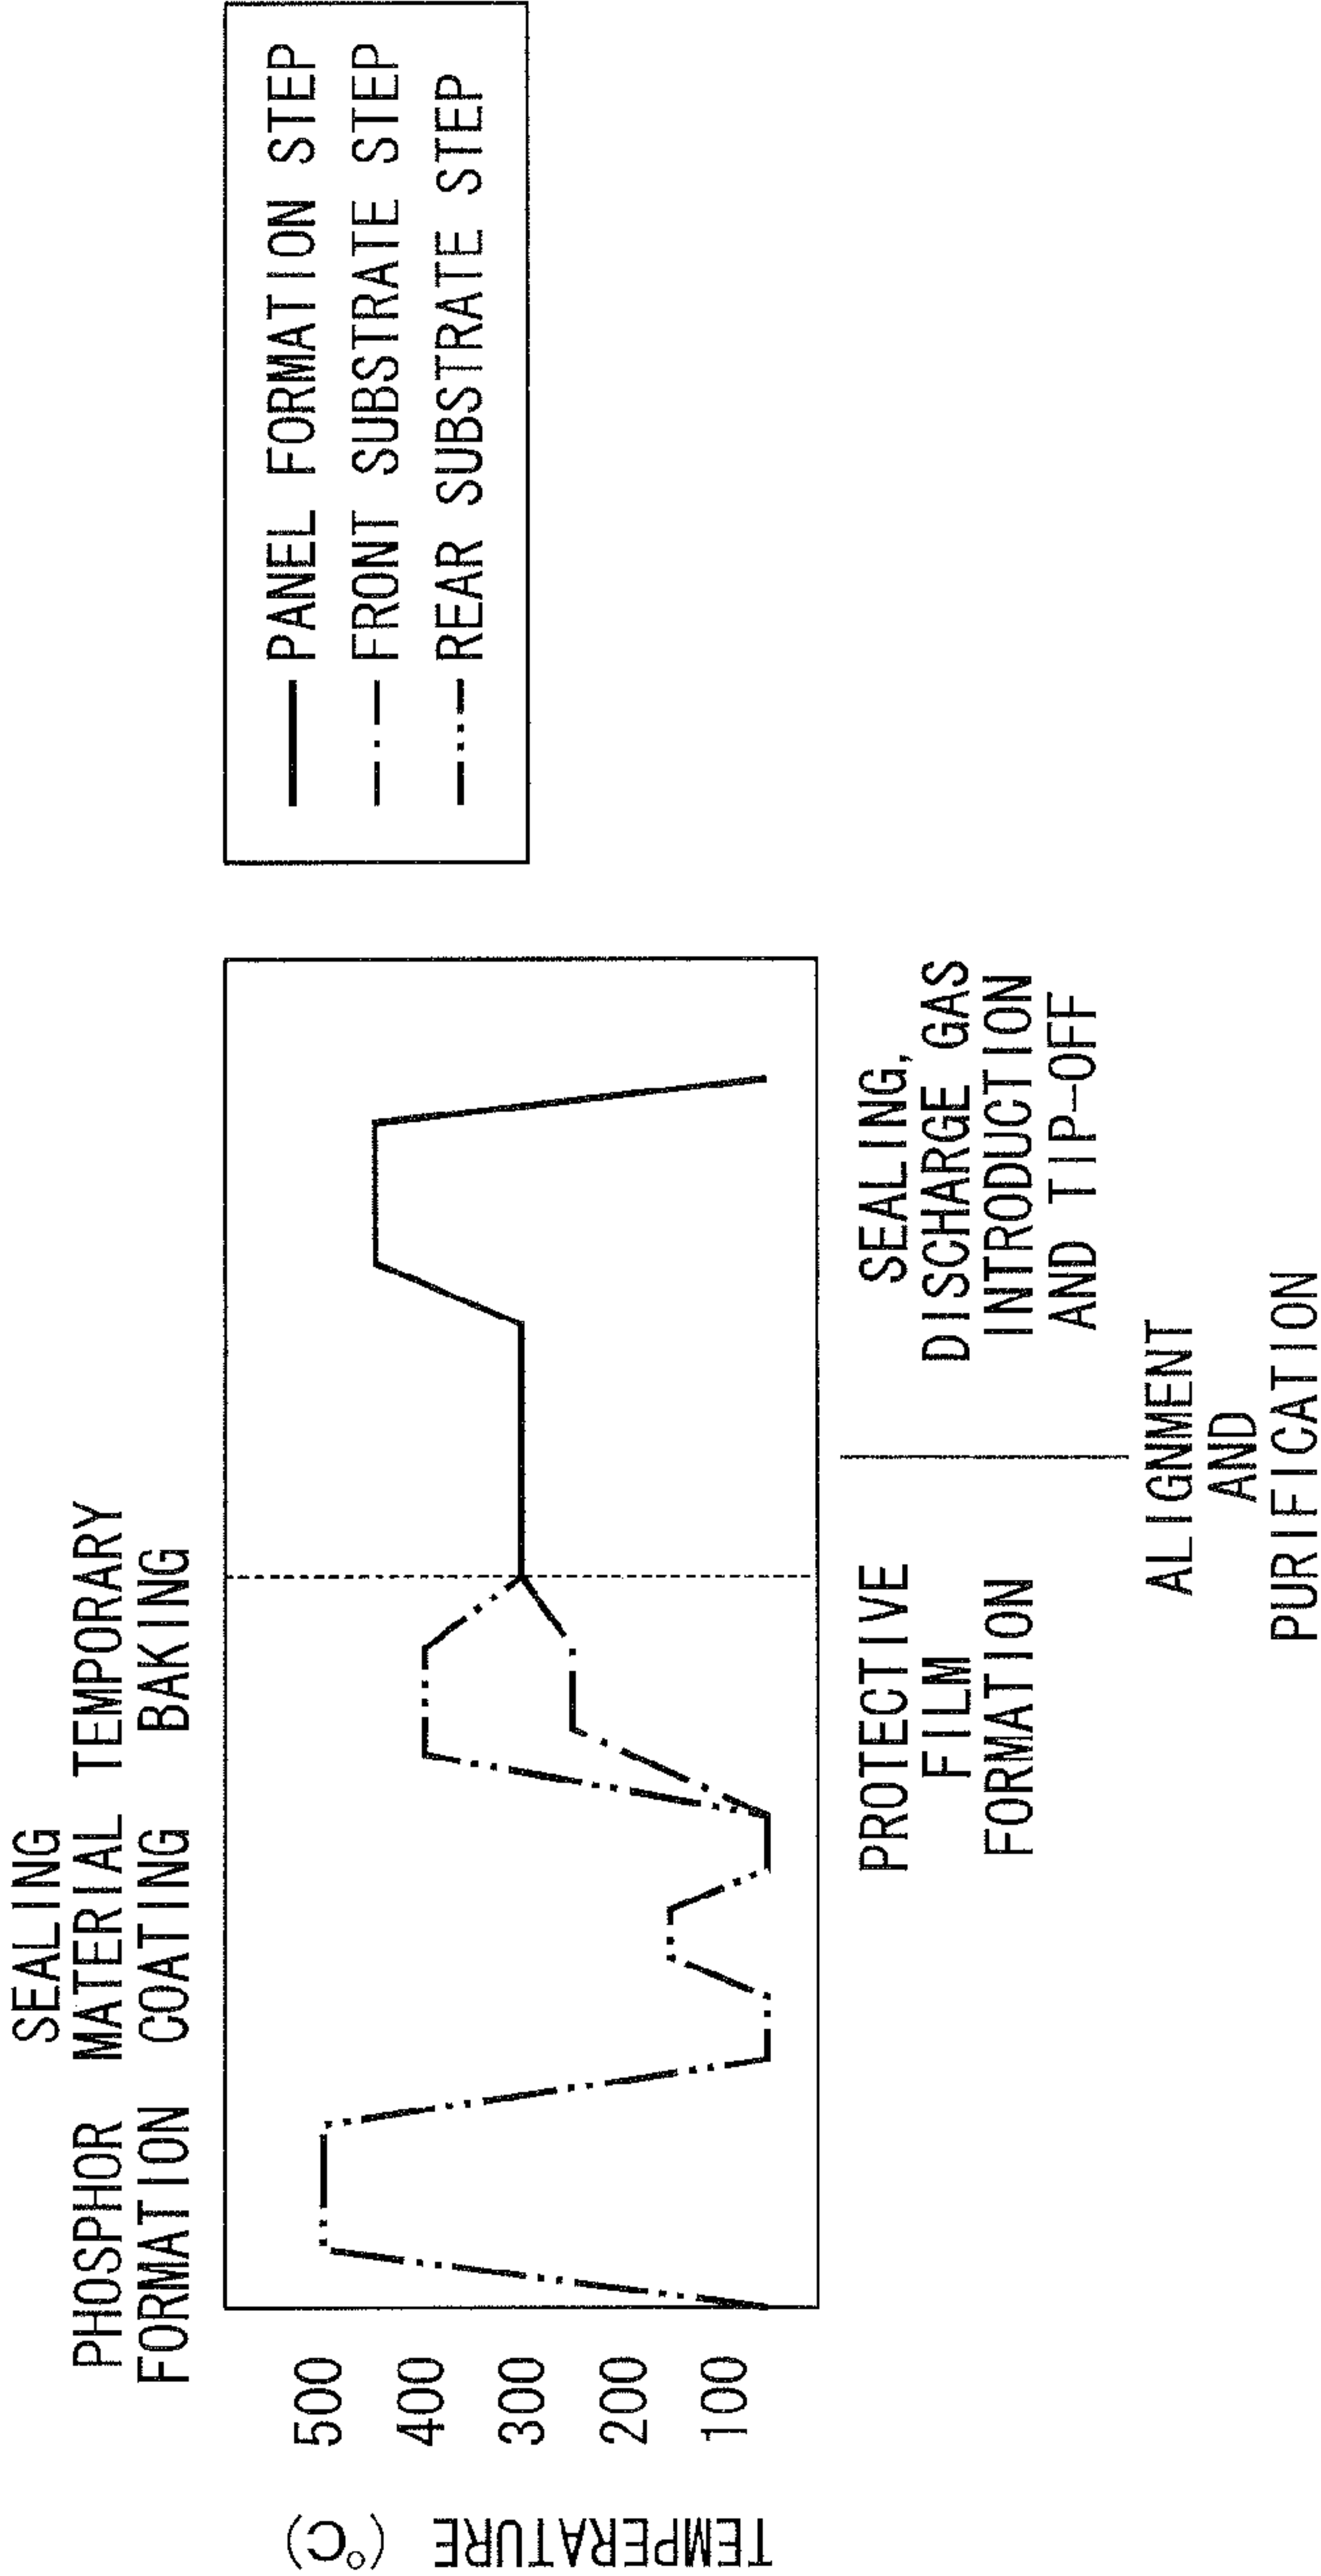 SEALING
PHOSPHOR MATERIAL TEMPORARY
FORMATION COATING BAKING
TEMPERATURE (°C)
500
400
300
200
100
PROTECTIVE
FILM
FORMATION
SEALING,
DISCHARGE GAS
INTRODUCTION
AND TIP-OFF
ALIGNMENT
AND
PURIFICATION
PANEL FORMATION STEP
FRONT SUBSTRATE STEP
REAR SUBSTRATE STEP